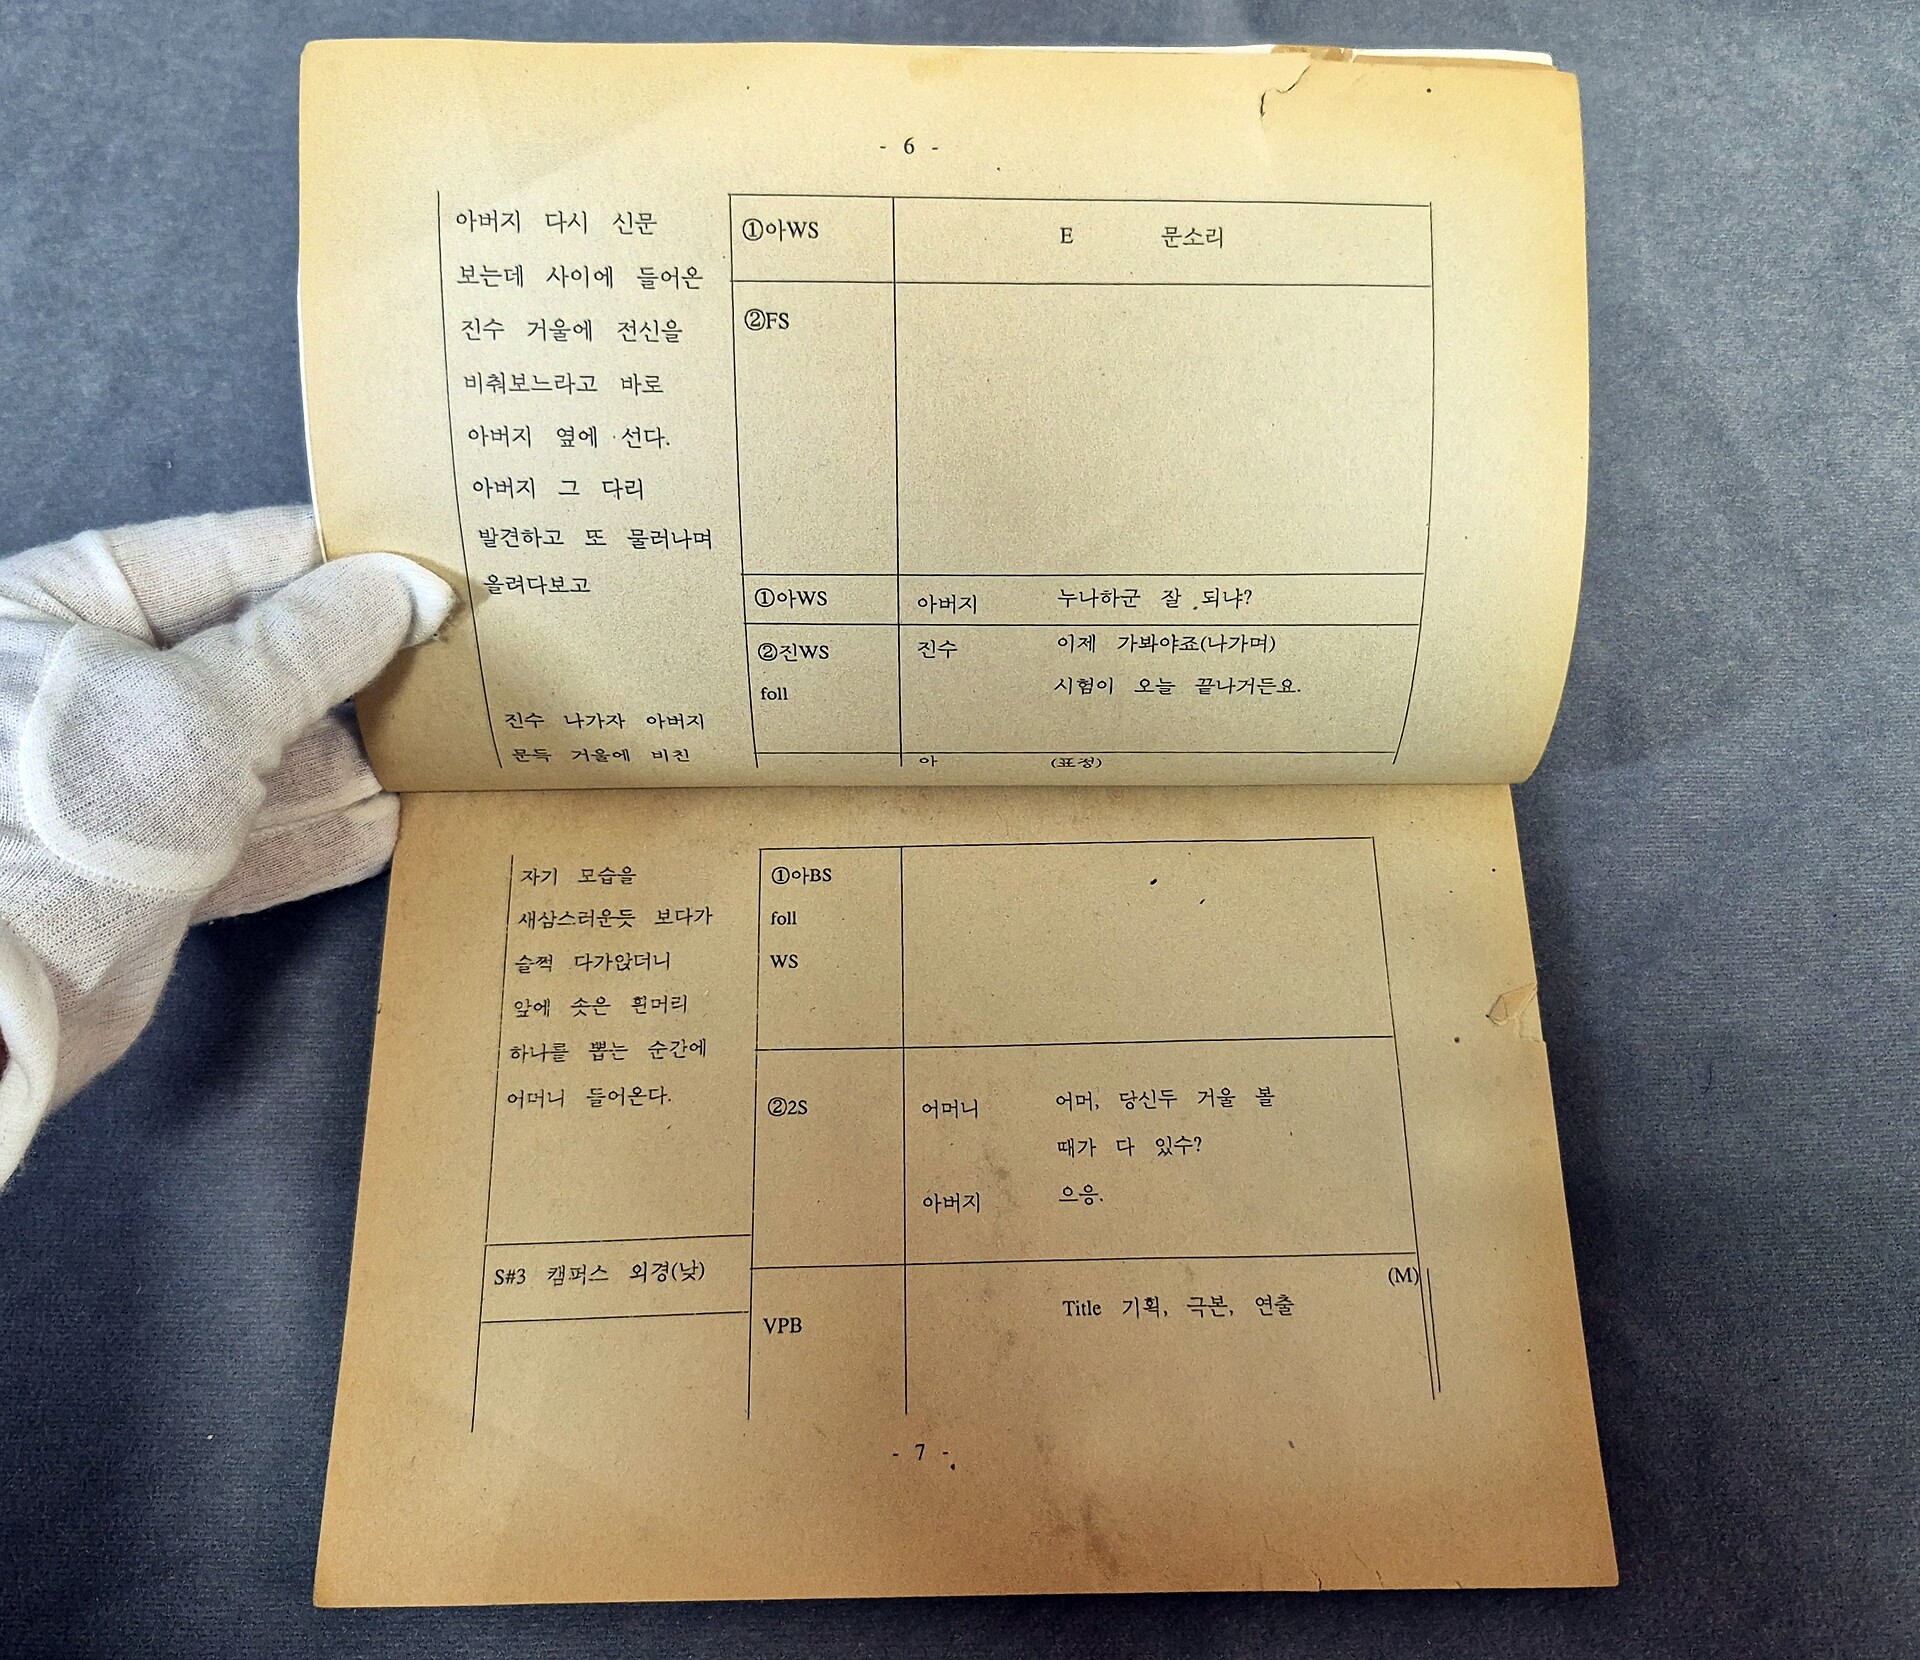 - 6 -
아버지 다시 신문
보는데 사이에 들어온
진수 거울에 전신을
비춰보느라고 바로
아버지 옆에 선다.
아버지 그 다리
발견하고 또 물러나며
올려다보고
진수 나가자 아버지
문득 거울에 비친
①아WS E 문소리
②FS
①아WS 아버지 누나하군 잘 되냐?
②진WS 진수 이제 가봐야죠(나가며)
foll 시험이 오늘 끝나거든요.
아 (표정)
자기 모습을
새삼스러운듯 보다가
슬쩍 다가앉더니
앞에 솟은 흰머리
하나를 뽑는 순간에
어머니 들어온다.
①아BS
foll
WS
②2S 어머니 어머, 당신두 거울 볼
때가 다 있수?
아버지 으응.
S#3 캠퍼스 외경(낮)
(M)
VPB Title 기획, 극본, 연출
- 7 -